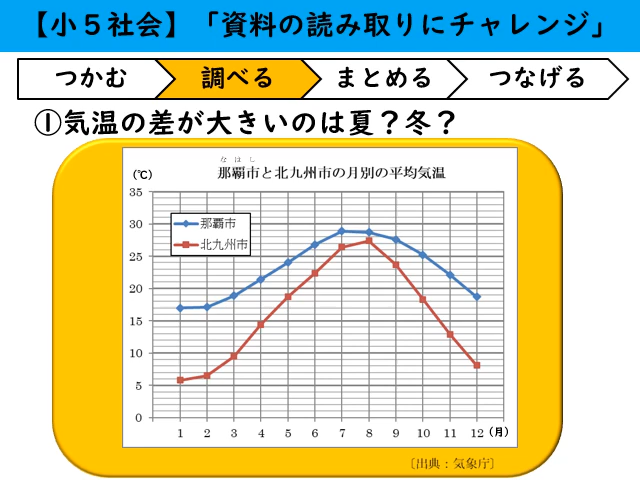 【小５社会】「資料の読み取りにチャレンジ」
つかむ 調べる まとめる つなげる
①気温の差が大きいのは夏？冬？
なはし
那覇市と北九州市の月別の平均気温
(℃)
35
30
25
20
15
10
5
0
那覇市
北九州市
1 2 3 4 5 6 7 8 9 10 11 12 (月)
〔出典：気象庁〕